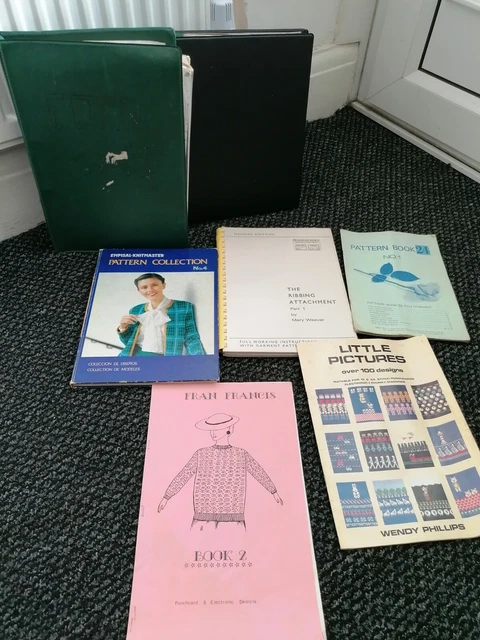 EMPISAL-KNITMASTER
PATTERN COLLECTION
No.4
COLECCION DE DISEÑOS
COLLECTION DE MODELES
THE
RIBBING
ATTACHMENT
Part 1
by
Mary Weaver
FULL WORKING INSTRUCTIONS
WITH GARMENT PATTERNS
PATTERN BOOK
NO.1
LITTLE
PICTURES
over 100 designs
WENDY PHILLIPS
FRAN FRANCIS
BOOK 2
Punchcard & Electronic Designs